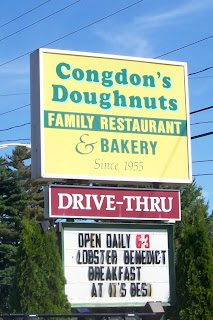 Congdon's
Doughnuts
FAMILY RESTAURANT
& BAKERY
Since 1955
DRIVE-THRU
OPEN DAILY 6-3
LOBSTER BENEDICT
BREAKFAST
AT IT'S BEST